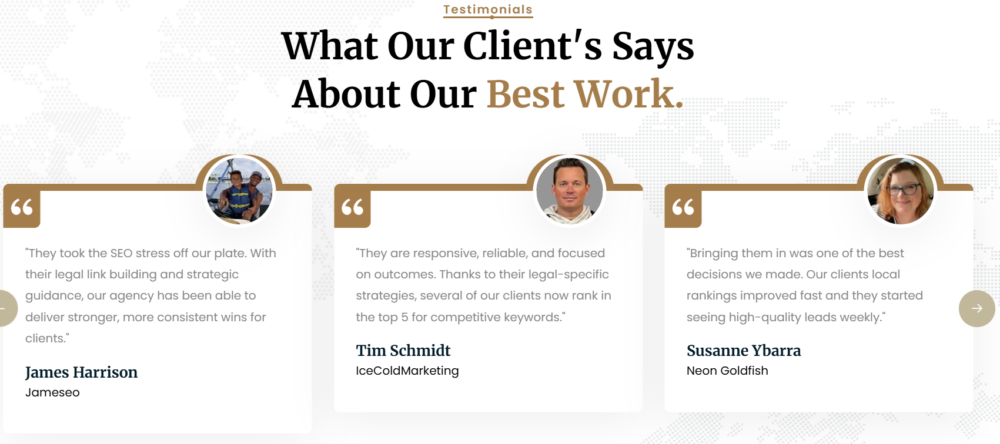 Testimonials
What Our Client's Says
About Our Best Work.
"They took the SEO stress off our plate. With
their legal link building and strategic
guidance, our agency has been able to
deliver stronger, more consistent wins for
clients."
James Harrison
Jameseo
"They are responsive, reliable, and focused
on outcomes. Thanks to their legal-specific
strategies, several of our clients now rank in
the top 5 for competitive keywords."
Tim Schmidt
IceColdMarketing
"Bringing them in was one of the best
decisions we made. Our clients local
rankings improved fast and they started
seeing high-quality leads weekly."
Susanne Ybarra
Neon Goldfish